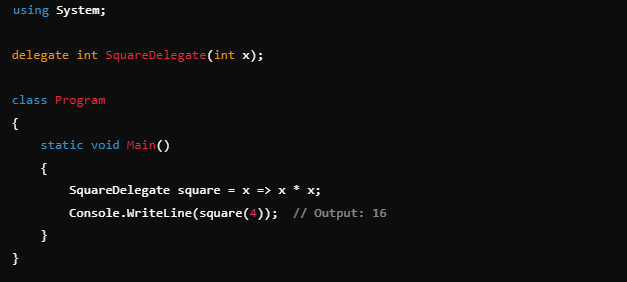 using System;
delegate int SquareDelegate(int x);
class Program
{
    static void Main()
    {
        SquareDelegate square = x => x * x;
        Console.WriteLine(square(4));  // Output: 16
    }
}